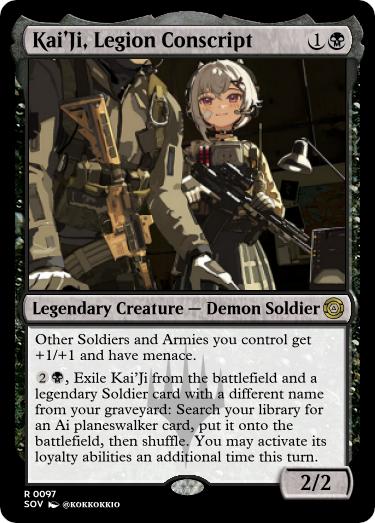 Kai'Ji, Legion Conscript 1
Legendary Creature — Demon Soldier
Other Soldiers and Armies you control get
+1/+1 and have menace.
2, Exile Kai'Ji from the battlefield and a
legendary Soldier card with a different name
from your graveyard: Search your library for
an Ai planeswalker card, put it onto the
battlefield, then shuffle. You may activate its
loyalty abilities an additional time this turn.
2/2
R 0097
SOV @KOKKOKKIO